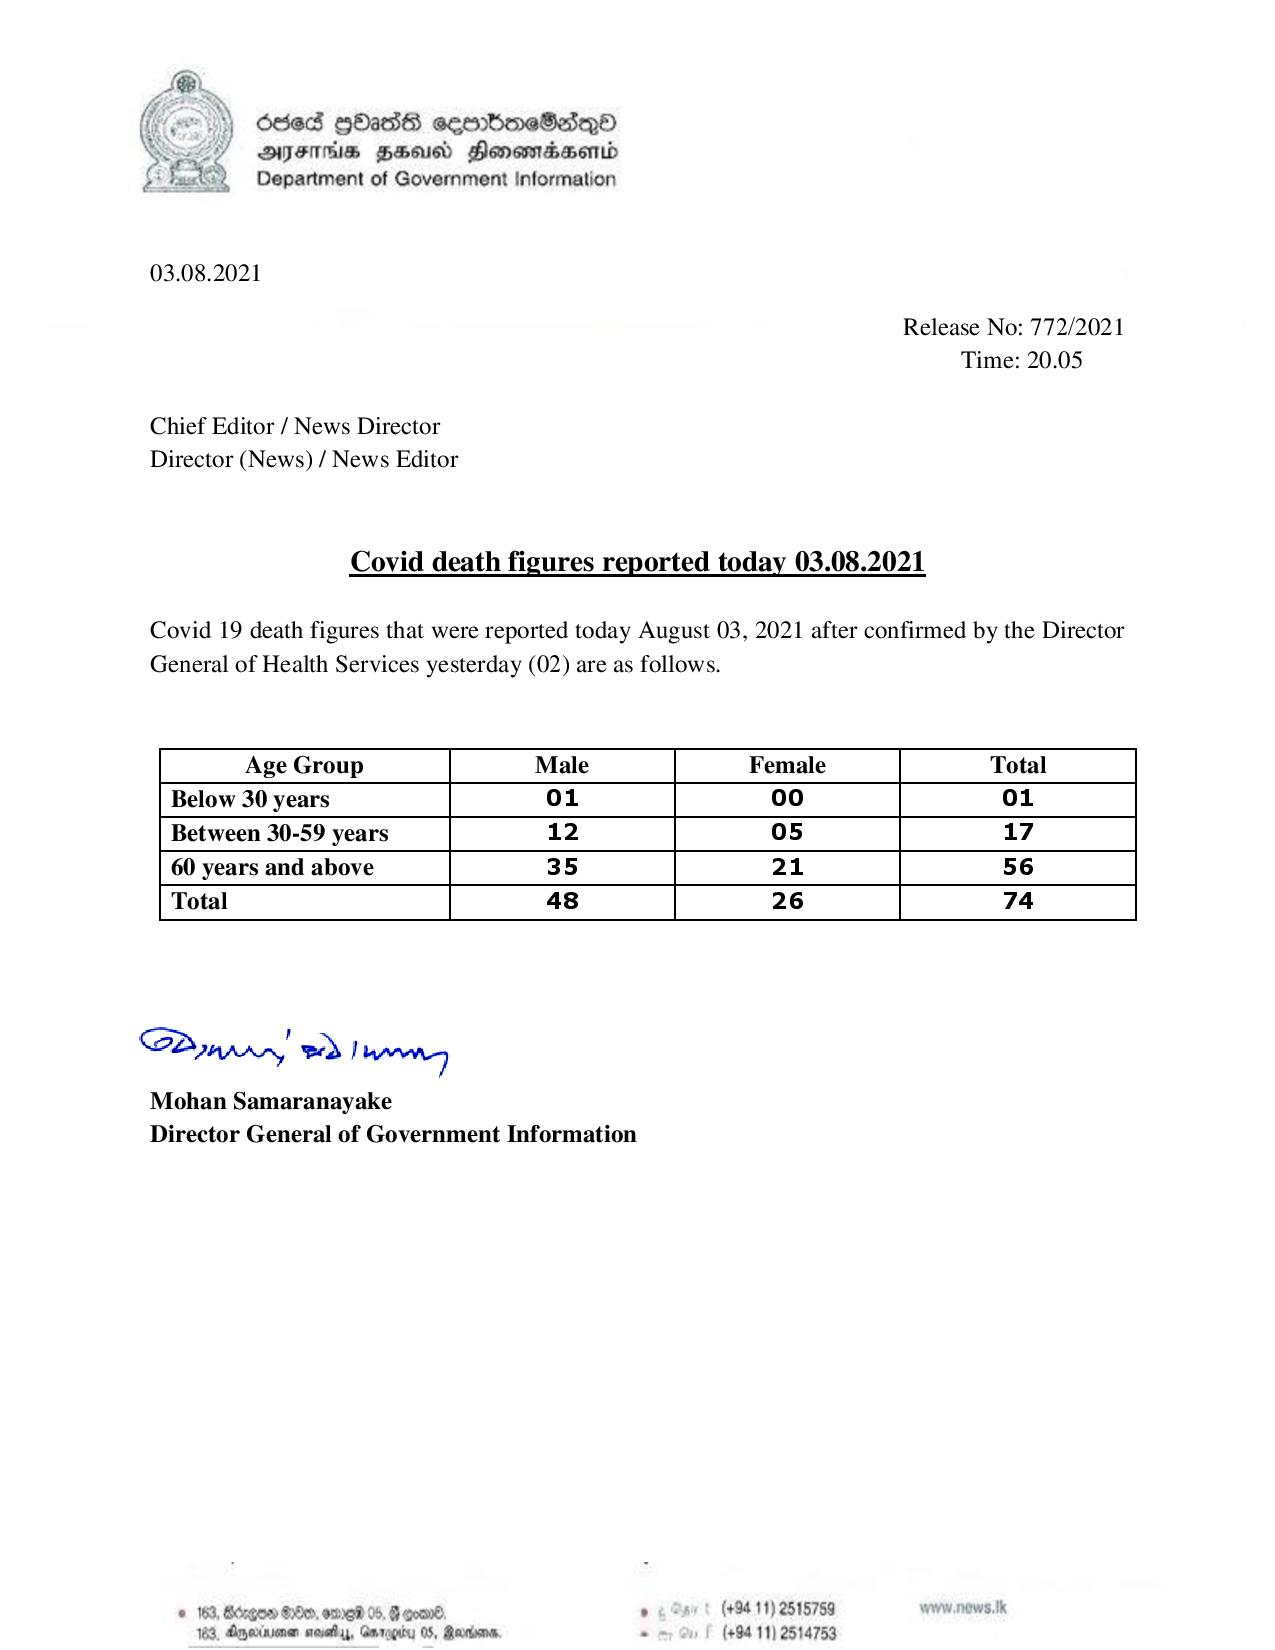 රජයේ ප්‍රවෘත්ති දෙපාර්තමේන්තුව
அரசாங்க தகவல் திணைக்களம்
Department of Government Information
03.08.2021
Release No: 772/2021
Time: 20.05
Chief Editor / News Director
Director (News) / News Editor
Covid death figures reported today 03.08.2021
Covid 19 death figures that were reported today August 03, 2021 after confirmed by the Director
General of Health Services yesterday (02) are as follows.
Age Group Male Female Total
Below 30 years 01 00 01
Between 30-59 years 12 05 17
60 years and above 35 21 56
Total 48 26 74
Mohan Samaranayake
Director General of Government Information
163, කිරුලපන මාවත, කොළඹ 05, ශ්‍රී ලංකාව.
163, கிருலப்பனை எவனியூ, கொழும்பு 05, இலங்கை.
(+94 11) 2515759
(+94 11) 2514753
www.news.lk